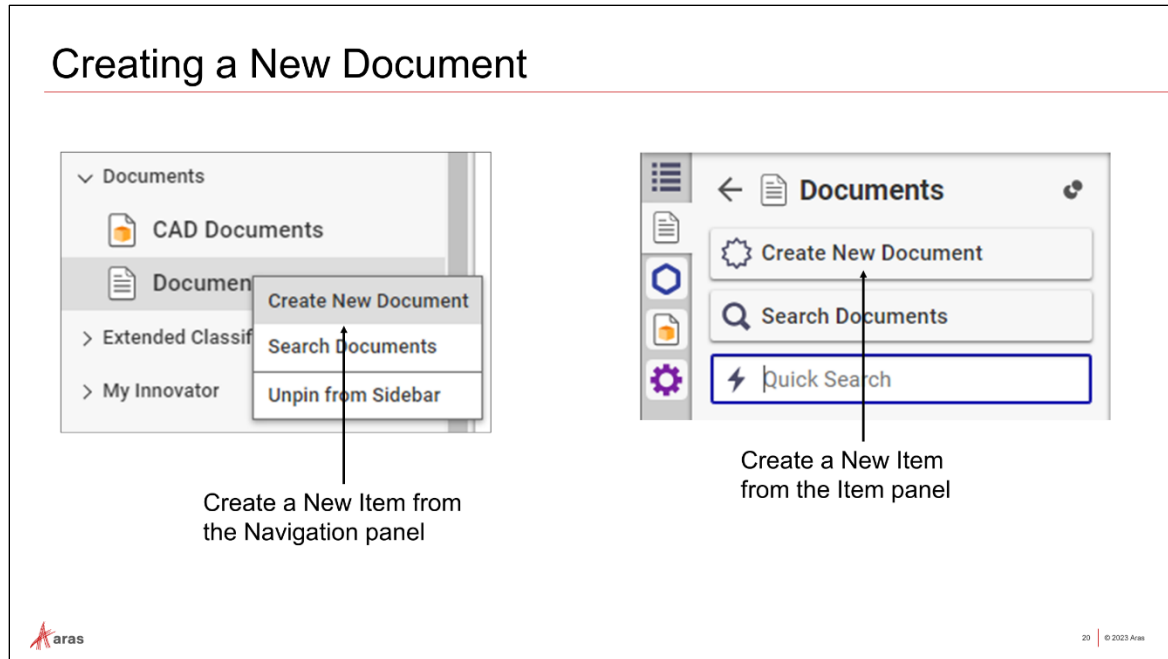 Creating a New Document
Documents
CAD Documents
Documen
Create New Document
Search Documents
Unpin from Sidebar
Extended Classif
My Innovator
Create a New Item from
the Navigation panel
Documents
Create New Document
Search Documents
Quick Search
Create a New Item
from the Item panel
aras
20
© 2023 Aras